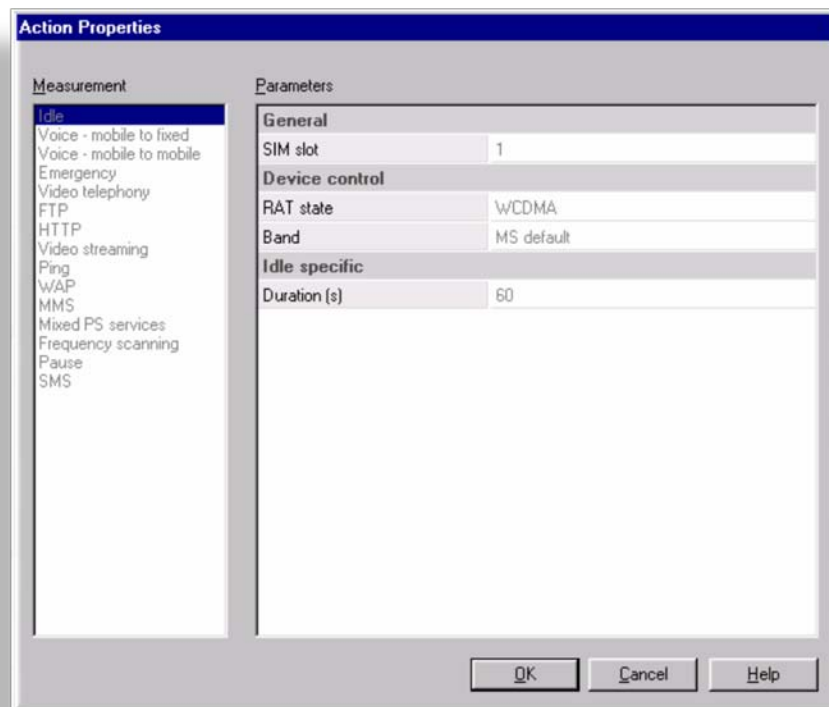 Action Properties
Measurement
Parameters
Idle
Voice - mobile to fixed
Voice - mobile to mobile
Emergency
Video telephony
FTP
HTTP
Video streaming
Ping
WAP
MMS
Mixed PS services
Frequency scanning
Pause
SMS
General
SIM slot 1
Device control
RAT state WCDMA
Band MS default
Idle specific
Duration (s) 60
OK Cancel Help